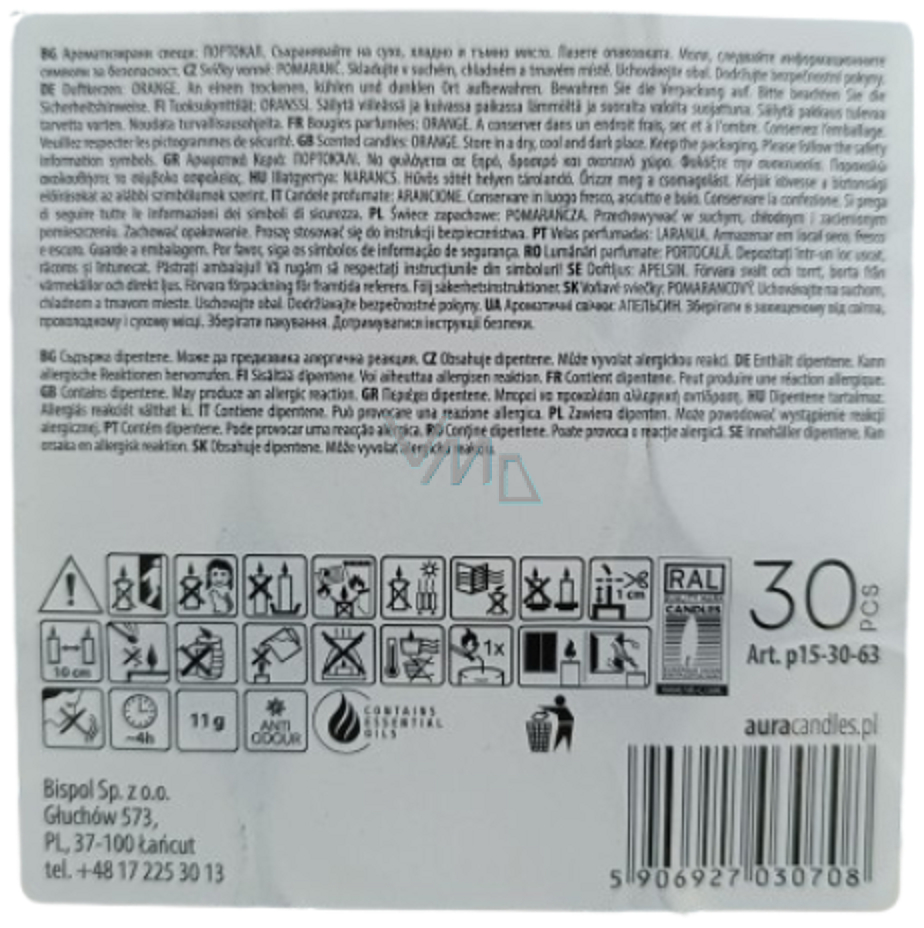 BG Ароматизирани свещи: ПОРТОКАЛ. Съхранявайте на сухо, хладно и тъмно място. Пазете опаковката. Моля, следвайте информационните
символи за безопасност. CZ Svíčky vonné: POMARANČ. Skladujte v suchém, chladném a tmavém místě. Uchovávejte obal. Dodržujte bezpečnostní pokyny.
DE Duftkerzen: ORANGE. An einem trockenen, kühlen und dunklen Ort aufbewahren. Bewahren Sie die Verpackung auf. Bitte beachten Sie die
Sicherheitshinweise. FI Tuoksukynttilät: ORANSSI. Säilytä viileässä ja kuivassa paikassa lämmöltä ja suoralta valolta suojattuna. Säilytä pakkaus tulevaa
tarvetta varten. Noudata turvallisuusohjeita. FR Bougies parfumées: ORANGE. A conserver dans un endroit frais, sec et à l'ombre. Conservez l'emballage.
Veuillez respecter les pictogrammes de sécurité. GB Scented candles: ORANGE. Store in a dry, cool and dark place. Keep the packaging. Please follow the safety
information symbols. GR Αρωματικά Κεριά: ΠΟΡΤΟΚΑΛΙ. Να φυλάγεται σε ξηρό, δροσερό και σκοτεινό χώρο. Φυλάξτε την συσκευασία. Παρακαλώ
ακολουθήστε τα σύμβολα ασφαλείας. HU Illatgyertya: NARANCS. Hűvös sötét helyen tárolandó. Őrizze meg a csomagolást. Kérjük kövesse a biztonsági
előírásokat az alábbi szimbólumok szerint. IT Candele profumate: ARANCIONE. Conservare in luogo fresco, asciutto e buio. Conservare la confezione. Si prega
di seguire tutte le informazioni dei simboli di sicurezza. PL Świece zapachowe: POMARAŃCZA. Przechowywać w suchym, chłodnym i zacienionym
pomieszczeniu. Zachować opakowanie. Proszę stosować się do instrukcji bezpieczeństwa. PT Velas perfumadas: LARANJA. Armazenar em local seco, fresco
e escuro. Guarde a embalagem. Por favor, siga os símbolos de informação de segurança. RO Lumânări parfumate: PORTOCALĂ. Depozitați într-un loc uscat,
răcoros și întunecat. Păstrați ambalajul! Vă rugăm să respectați instrucțiunile din simboluri! SE Doftljus: APELSIN. Förvara svalt och torrt, borta från
värmekällor och direkt ljus. Förvara förpackning för framtida referens. Följ säkerhetsinstruktioner. SK Voňavé sviečky: POMARANČOVÝ. Uchovávajte na suchom,
chladnom a tmavom mieste. Uschovajte obal. Dodržiavajte bezpečnostné pokyny. UA Ароматичні свічки: АПЕЛЬСИН. Зберігати в захищеному від світла,
прохолодному і сухому місці. Зберігати пакування. Дотримуватися інструкції безпеки.
BG Съдържа dipentene. Може да предизвика алергична реакция. CZ Obsahuje dipentene. Může vyvolat alergickou reakci. DE Enthält dipentene. Kann
allergische Reaktionen hervorrufen. FI Sisältää dipentene. Voi aiheuttaa allergisen reaktion. FR Contient dipentene. Peut produire une réaction allergique.
GB Contains dipentene. May produce an allergic reaction. GR Περιέχει dipentene. Μπορεί να προκαλέσει αλλεργική αντίδραση. HU Dipentene tartalmaz.
Allergiás reakciót válthat ki. IT Contiene dipentene. Può provocare una reazione allergica. PL Zawiera dipenten. Może powodować wystąpienie reakcji
alergicznej. PT Contém dipentene. Pode provocar uma reacção alérgica. RO Conține dipentene. Poate provoca o reacție alergică. SE Innehåller dipentene. Kan
orsaka en allergisk reaktion. SK Obsahuje dipentene. Môže vyvolať alergickú reakciu.
1 cm
RAL
QUALITY MARK
CANDLES
30 PCS
10 cm
1x
Art. p15-30-63
~4h
11 g
ANTI
ODOUR
CONTAINS
ESSENTIAL
OILS
auracandles.pl
Bispol Sp. z o.o.
Głuchów 573,
PL, 37-100 Łańcut
tel. +48 17 225 30 13
5 906927 030708